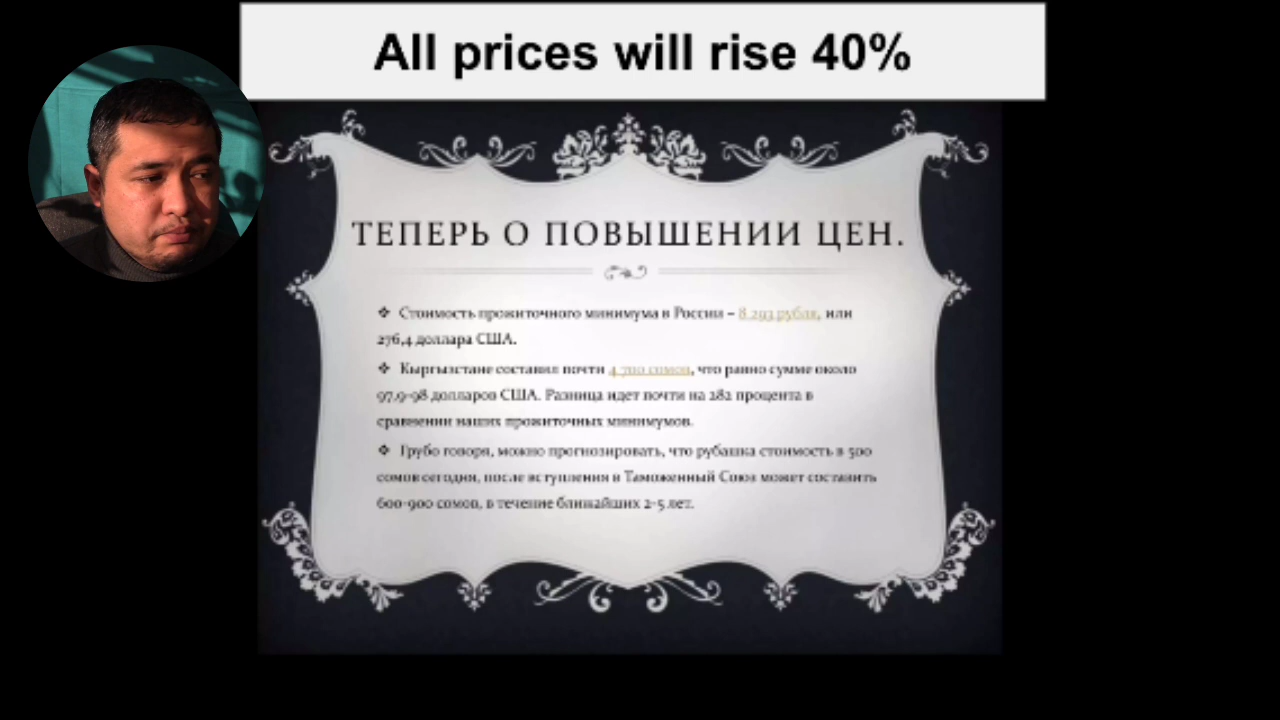 All prices will rise 40%
ТЕПЕРЬ О ПОВЫШЕНИИ ЦЕН.
❖ Стоимость прожиточного минимума в России – 8 293 рубля, или
276,4 доллара США.
❖ Кыргызстане составил почти 4 700 сомов, что равно сумме около
97,9-98 долларов США. Разница идет почти на 282 процента в
сравнении наших прожиточных минимумов.
❖ Грубо говоря, можно прогнозировать, что рубашка стоимость в 500
сомов сегодня, после вступления в Таможенный Союз может составить
600-900 сомов, в течение ближайших 2-5 лет.